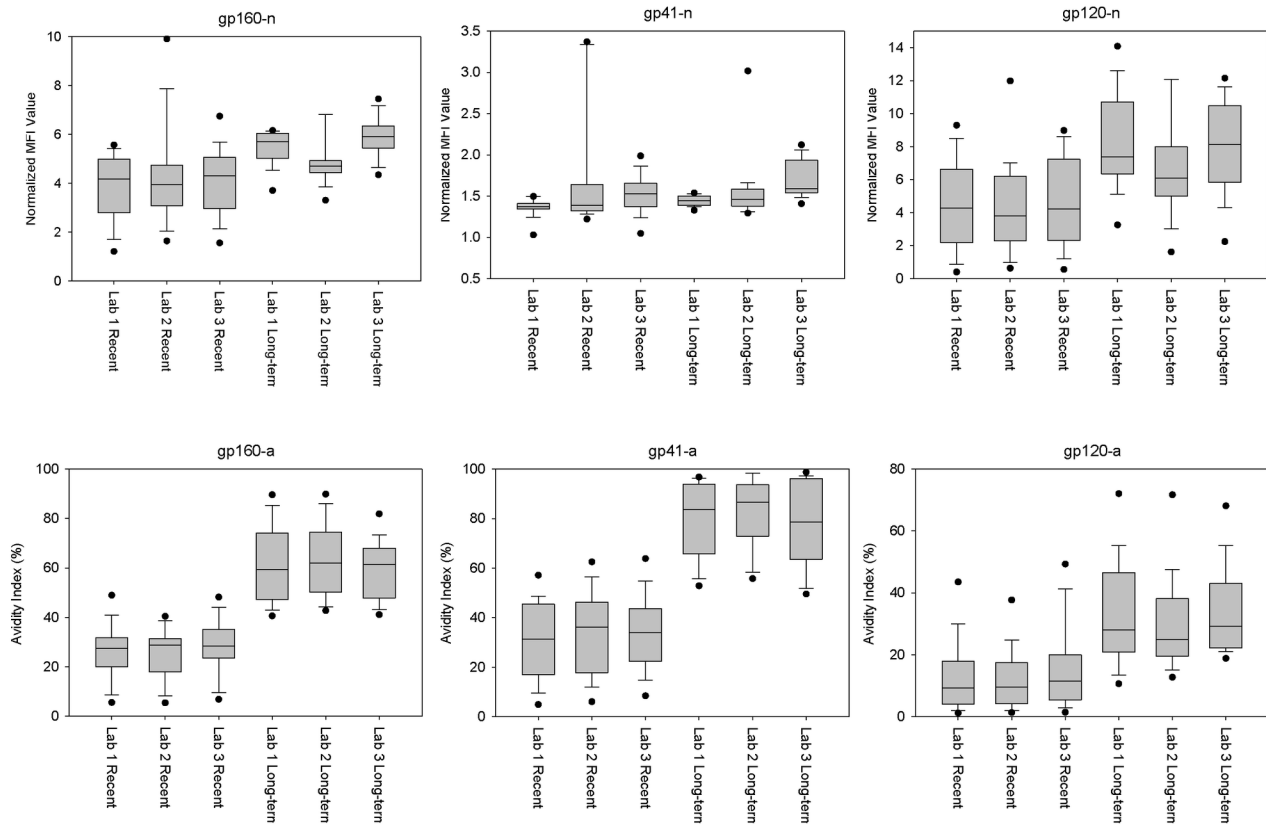 gp160-n
Normalized MFI Value
10
8
6
4
2
0
Lab 1 Recent
Lab 2 Recent
Lab 3 Recent
Lab 1 Long-tern
Lab 2 Long-tern
Lab 3 Long-tern
gp41-n
Normalized MFI Value
3.5
3.0
2.5
2.0
1.5
1.0
0.5
Lab 1 Recent
Lab 2 Recent
Lab 3 Recent
Lab 1 Long-tern
Lab 2 Long-tern
Lab 3 Long-tern
gp120-n
Normalized MFI Value
14
12
10
8
6
4
2
0
Lab 1 Recent
Lab 2 Recent
Lab 3 Recent
Lab 1 Long-tern
Lab 2 Long-tern
Lab 3 Long-tern
gp160-a
Avidity Index (%)
100
80
60
40
20
0
Lab 1 Recent
Lab 2 Recent
Lab 3 Recent
Lab 1 Long-term
Lab 2 Long-term
Lab 3 Long-term
gp41-a
Avidity Index (%)
100
80
60
40
20
0
Lab 1 Recent
Lab 2 Recent
Lab 3 Recent
Lab 1 Long-term
Lab 2 Long-term
Lab 3 Long-term
gp120-a
Avidity Index (%)
80
60
40
20
0
Lab 1 Recent
Lab 2 Recent
Lab 3 Recent
Lab 1 Long-term
Lab 2 Long-term
Lab 3 Long-term